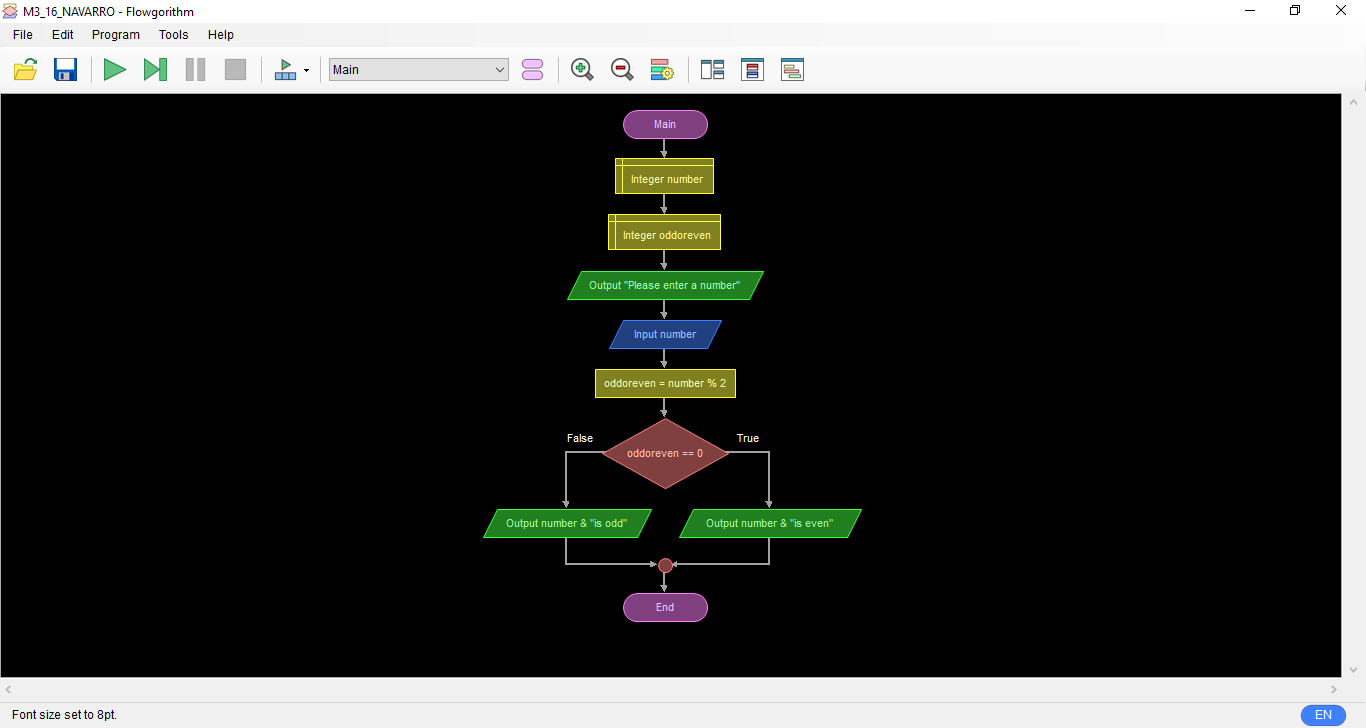 M3_16_NAVARRO - Flowgorithm
File Edit Program Tools Help
Main
Main
Integer number
Integer oddoreven
Output "Please enter a number"
Input number
oddoreven = number % 2
False
True
oddoreven == 0
Output number & "is odd"
Output number & "is even"
End
Font size set to 8pt.
EN